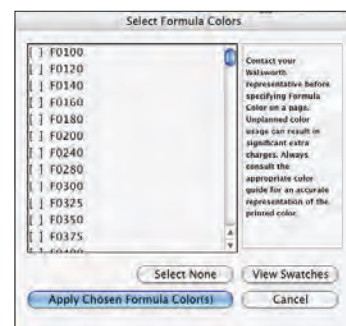 Select Formula Colors
[ ] F0100
[ ] F0120
[ ] F0140
[ ] F0160
[ ] F0180
[ ] F0200
[ ] F0240
[ ] F0280
[ ] F0300
[ ] F0325
[ ] F0350
[ ] F0375
[ ] F0400
Contact your
Walsworth
representative before
specifying Formula
Color on a page.
Unplanned color
usage can result in
significant extra
charges. Always
consult the
appropriate color
guide for an accurate
representation of the
printed color.
Select None
View Swatches
Apply Chosen Formula Color(s)
Cancel